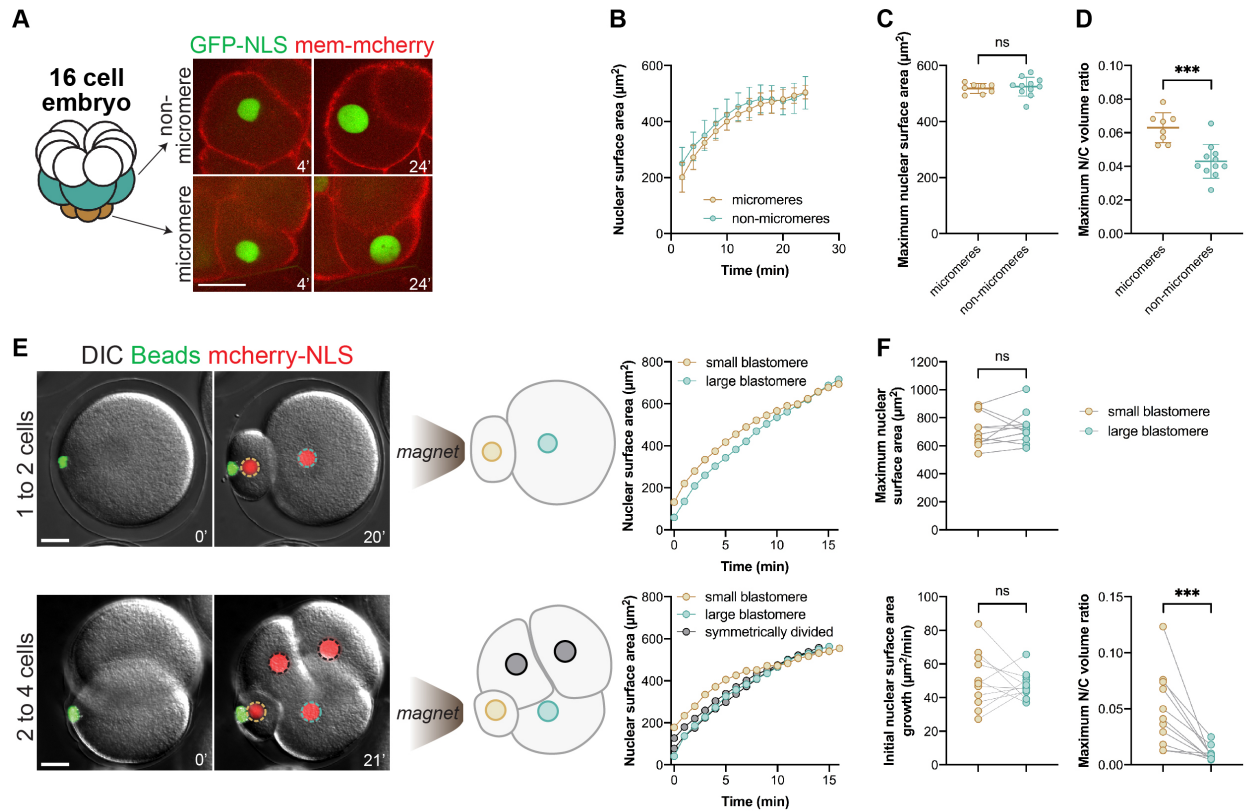 A
GFP-NLS mem-mcherry
16 cell
embryo
non-
micromere
4'
24'
micromere
4'
24'
B
Nuclear surface area (µm²)
600
400
200
0
0
10
20
30
micromeres
non-micromeres
Time (min)
C
Maximum nuclear surface area (µm²)
600
400
200
0
ns
micromeres
non-micromeres
D
Maximum N/C volume ratio
0.10
0.08
0.06
0.04
0.02
0.00
***
micromeres
non-micromeres
E
DIC Beads mcherry-NLS
1 to 2 cells
0'
20'
magnet
Nuclear surface area (µm²)
800
600
400
200
0
0
5
10
15
small blastomere
large blastomere
Time (min)
2 to 4 cells
0'
21'
magnet
Nuclear surface area (µm²)
800
600
400
200
0
0
5
10
15
small blastomere
large blastomere
symmetrically divided
Time (min)
F
Maximum nuclear
surface area (µm²)
1200
1000
800
600
400
200
0
ns
small blastomere
large blastomere
Initial nuclear surface area
growth (µm²/min)
100
80
60
40
20
0
ns
Maximum N/C volume ratio
0.15
0.10
0.05
0.00
***